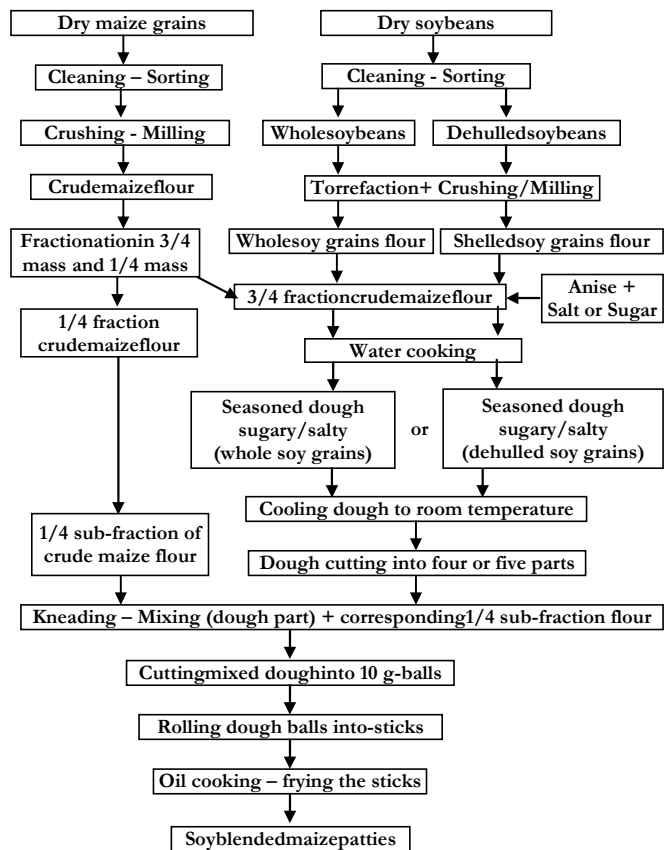 Dry maize grains
Dry soybeans
Cleaning – Sorting
Cleaning - Sorting
Crushing - Milling
Wholesoybeans
Dehulledsoybeans
Crudemaizeflour
Torrefaction+ Crushing/Milling
Fractionationin 3/4
mass and 1/4 mass
Wholesoy grains flour
Shelledsoy grains flour
3/4 fractioncrudemaizeflour
Anise +
Salt or Sugar
1/4 fraction
crudemaizeflour
Water cooking
Seasoned dough
sugary/salty
(whole soy grains)
or
Seasoned dough
sugary/salty
(dehulled soy grains)
Cooling dough to room temperature
1/4 sub-fraction of
crude maize flour
Dough cutting into four or five parts
Kneading – Mixing (dough part) + corresponding1/4 sub-fraction flour
Cuttingmixed doughinto 10 g-balls
Rolling dough balls into-sticks
Oil cooking – frying the sticks
Soyblendedmaizepatties